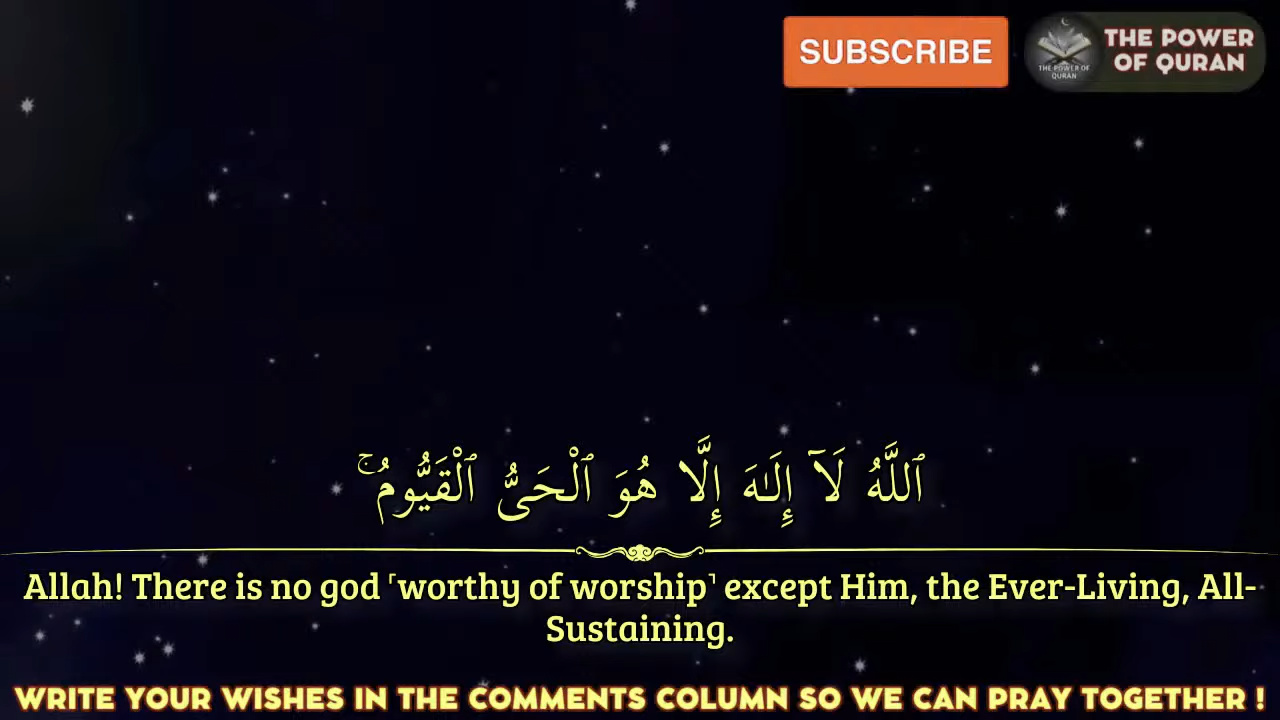 SUBSCRIBE
THE POWER
OF QURAN
THE POWER OF
QURAN
ٱللَّهُ لَآ إِلَـٰهَ إِلَّا هُوَ ٱلْحَىُّ ٱلْقَيُّومُ ۚ
Allah! There is no god ˹worthy of worship˺ except Him, the Ever-Living, All-
Sustaining.
WRITE YOUR WISHES IN THE COMMENTS COLUMN SO WE CAN PRAY TOGETHER !